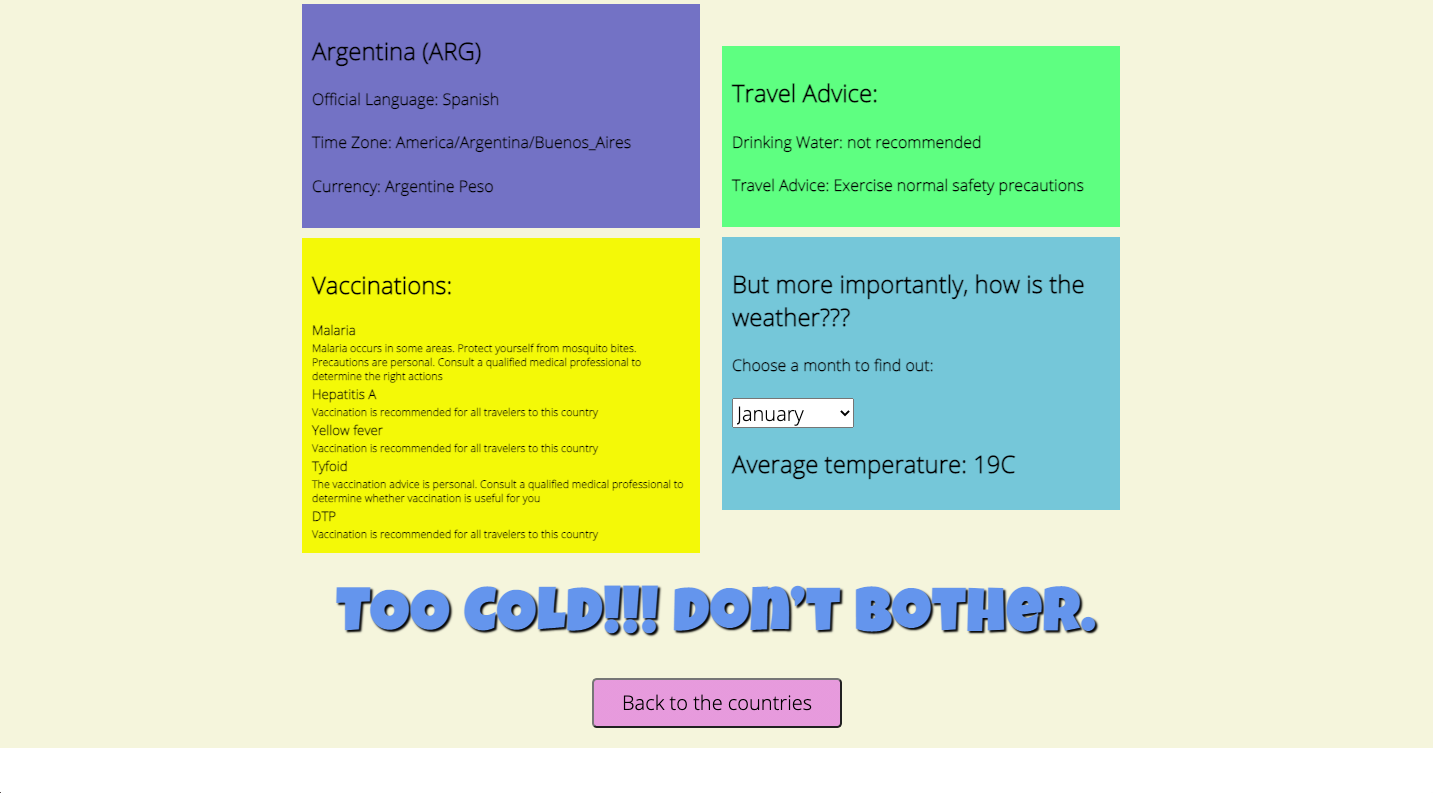 Argentina (ARG)
Official Language: Spanish
Time Zone: America/Argentina/Buenos_Aires
Currency: Argentine Peso
Travel Advice:
Drinking Water: not recommended
Travel Advice: Exercise normal safety precautions
Vaccinations:
Malaria
Malaria occurs in some areas. Protect yourself from mosquito bites.
Precautions are personal. Consult a qualified medical professional to
determine the right actions
Hepatitis A
Vaccination is recommended for all travelers to this country
Yellow fever
Vaccination is recommended for all travelers to this country
Tyfoid
The vaccination advice is personal. Consult a qualified medical professional to
determine whether vaccination is useful for you
DTP
Vaccination is recommended for all travelers to this country
But more importantly, how is the
weather???
Choose a month to find out:
January
Average temperature: 19C
Too cold!!! Don't bother.
Back to the countries